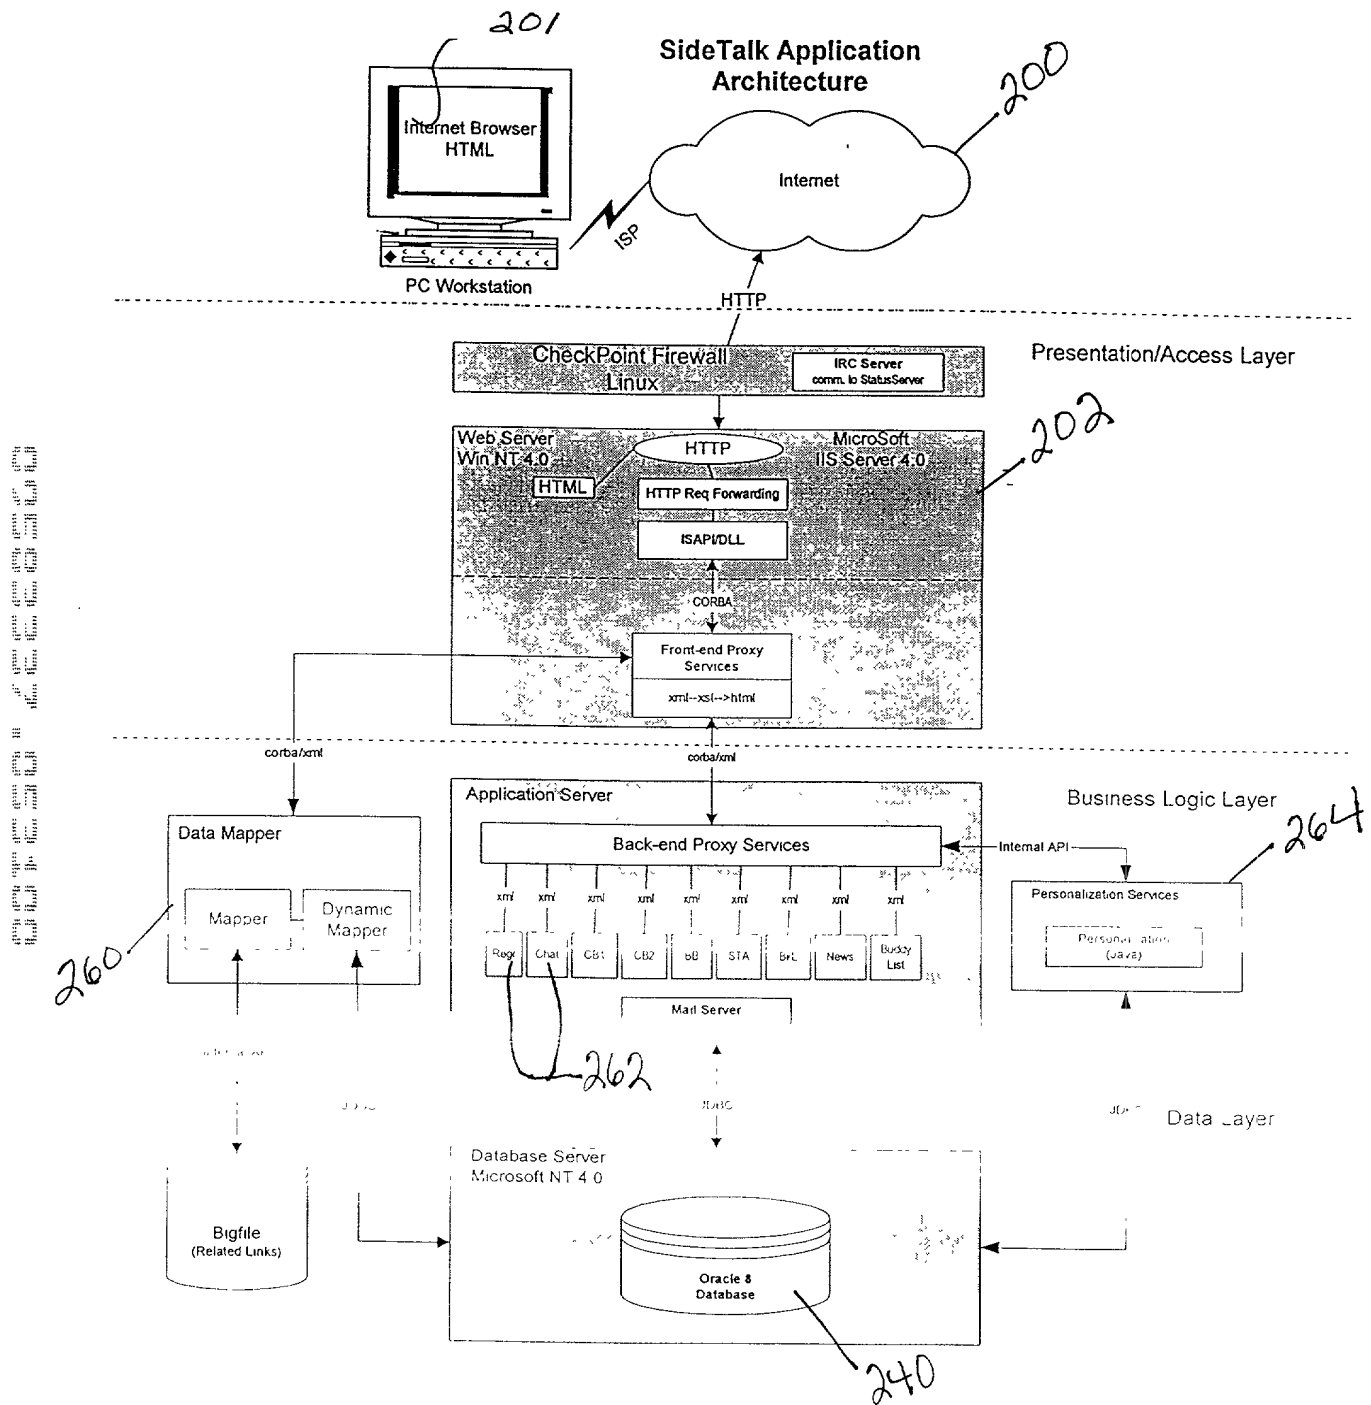 201
SideTalk Application
Architecture
200
Internet Browser
HTML
Internet
ISP
PC Workstation
HTTP
CheckPoint Firewall
Linux
IRC Server
comm. to StatusServer
Presentation/Access Layer
202
Web Server
Win NT 4.0
HTTP
MicroSoft
IIS Server 4.0
HTML
HTTP Req Forwarding
ISAPI/DLL
CORBA
Front-end Proxy
Services
xml--xsl-->html
corba/xml
corba/xml
Application Server
Business Logic Layer
264
Data Mapper
Back-end Proxy Services
Internal API
Mapper
Dynamic
Mapper
xml
xml
xml
xml
xml
xml
xml
xml
xml
Personalization Services
(Java)
Chat
CB1
CB2
BB
STA
News
Buddy
List
260
Mail Server
262
JDBC
Data Layer
Database Server
Microsoft NT 4.0
Bigfile
(Related Links)
Oracle 8
Database
240